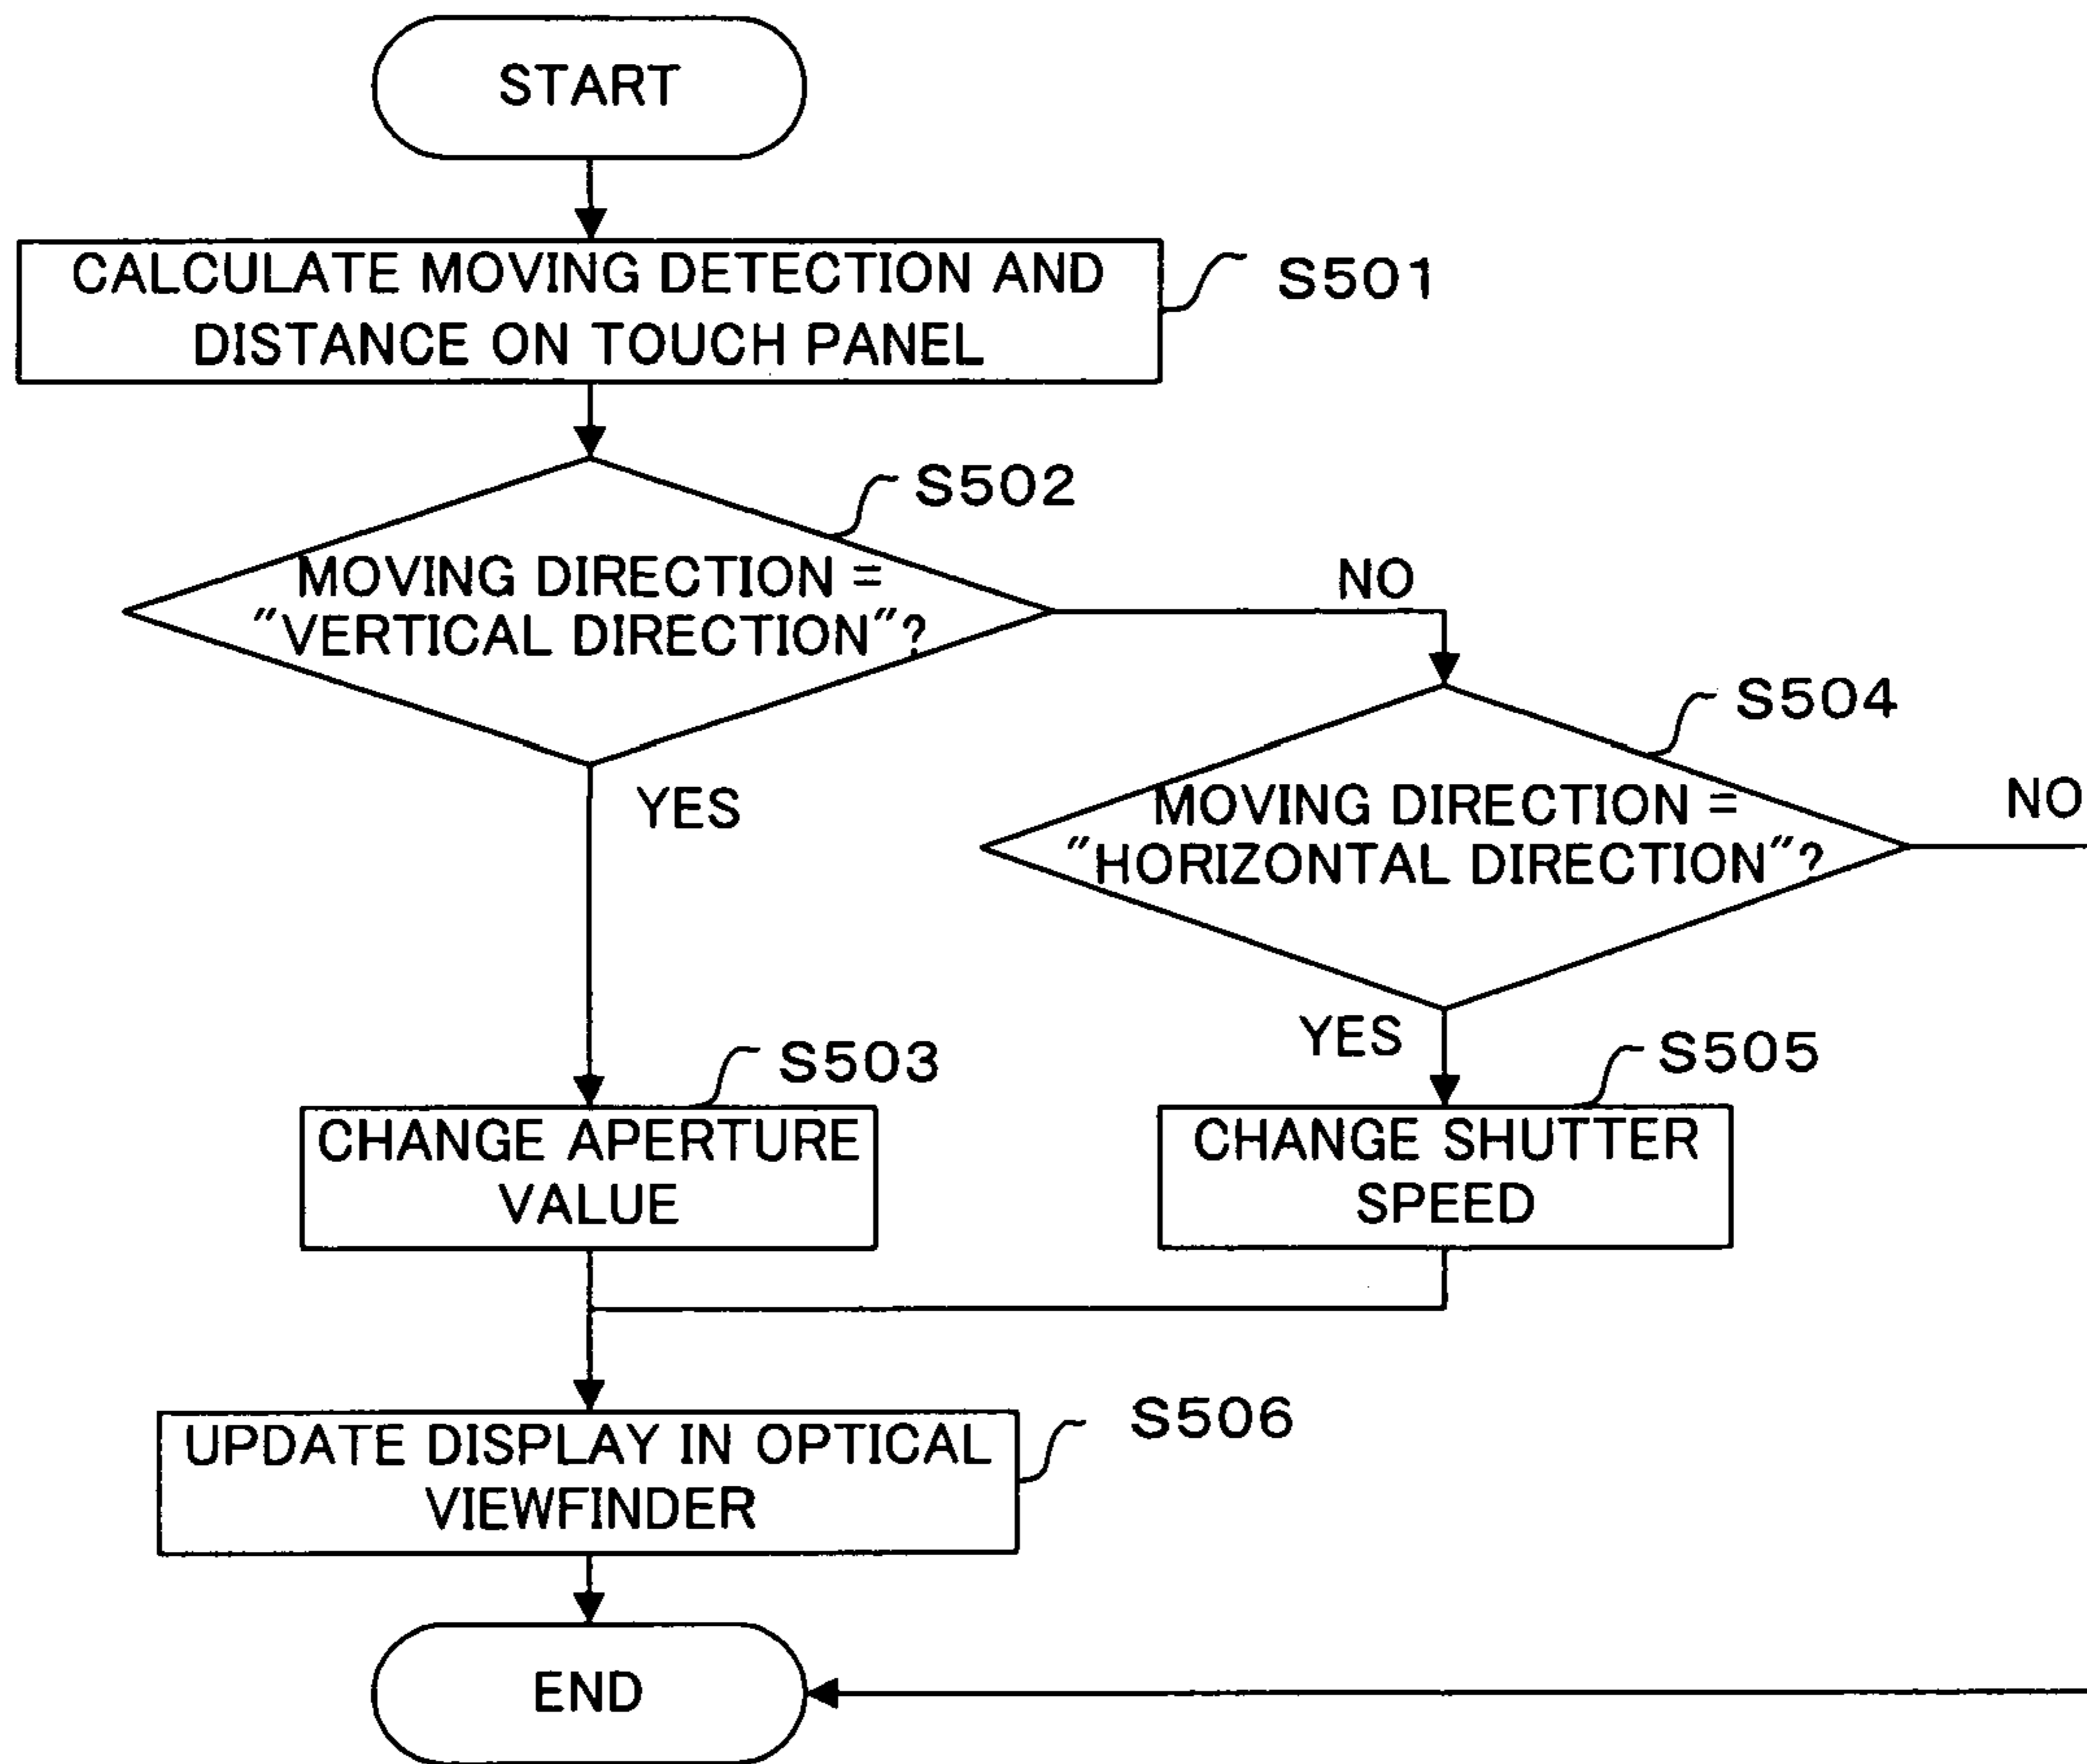 START
CALCULATE MOVING DETECTION AND
DISTANCE ON TOUCH PANEL
S501
S502
MOVING DIRECTION =
"VERTICAL DIRECTION"?
NO
YES
S504
MOVING DIRECTION =
"HORIZONTAL DIRECTION"?
NO
YES
S503
CHANGE APERTURE
VALUE
S505
CHANGE SHUTTER
SPEED
S506
UPDATE DISPLAY IN OPTICAL
VIEWFINDER
END